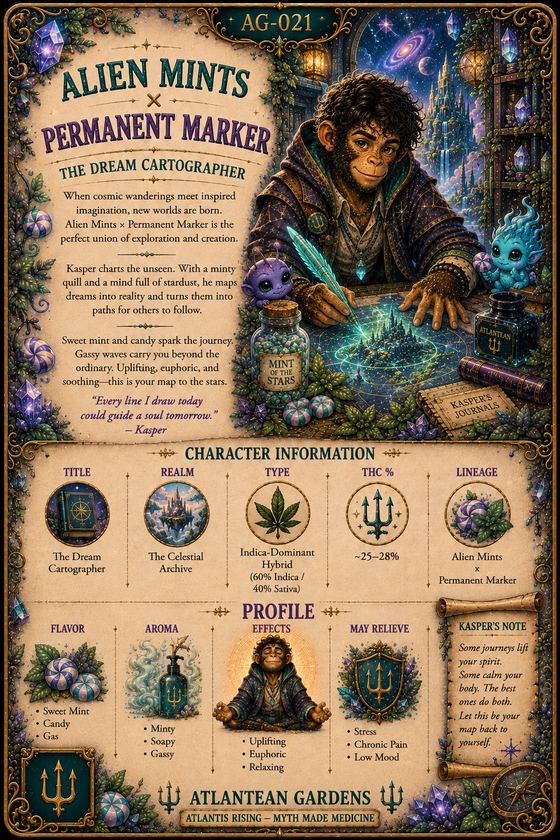 AG-021
ALIEN MINTS
×
PERMANENT MARKER
THE DREAM CARTOGRAPHER
When cosmic wanderings meet inspired
imagination, new worlds are born.
Alien Mints × Permanent Marker is the
perfect union of exploration and creation.
Kasper charts the unseen. With a minty
quill and a mind full of stardust, he maps
dreams into reality and turns them into
paths for others to follow.
Sweet mint and candy spark the journey.
Gassy waves carry you beyond the
ordinary. Uplifting, euphoric, and
soothing—this is your map to the stars.
“Every line I draw today
could guide a soul tomorrow.”
– Kasper
MINT
OF THE
STARS
ATLANTEAN
KASPER'S
JOURNALS
CHARACTER INFORMATION
TITLE
The Dream
Cartographer
REALM
The Celestial
Archive
TYPE
Indica-Dominant
Hybrid
(60% Indica /
40% Sativa)
THC %
~25–28%
LINEAGE
Alien Mints
x
Permanent Marker
PROFILE
FLAVOR
• Sweet Mint
• Candy
• Gas
AROMA
• Minty
• Soapy
• Gassy
EFFECTS
• Uplifting
• Euphoric
• Relaxing
MAY RELIEVE
• Stress
• Chronic Pain
• Low Mood
KASPER'S NOTE
Some journeys lift
your spirit.
Some calm your
body. The best
ones do both.
Let this be your
map back to
yourself.
ATLANTEAN GARDENS
ATLANTIS RISING – MYTH MADE MEDICINE